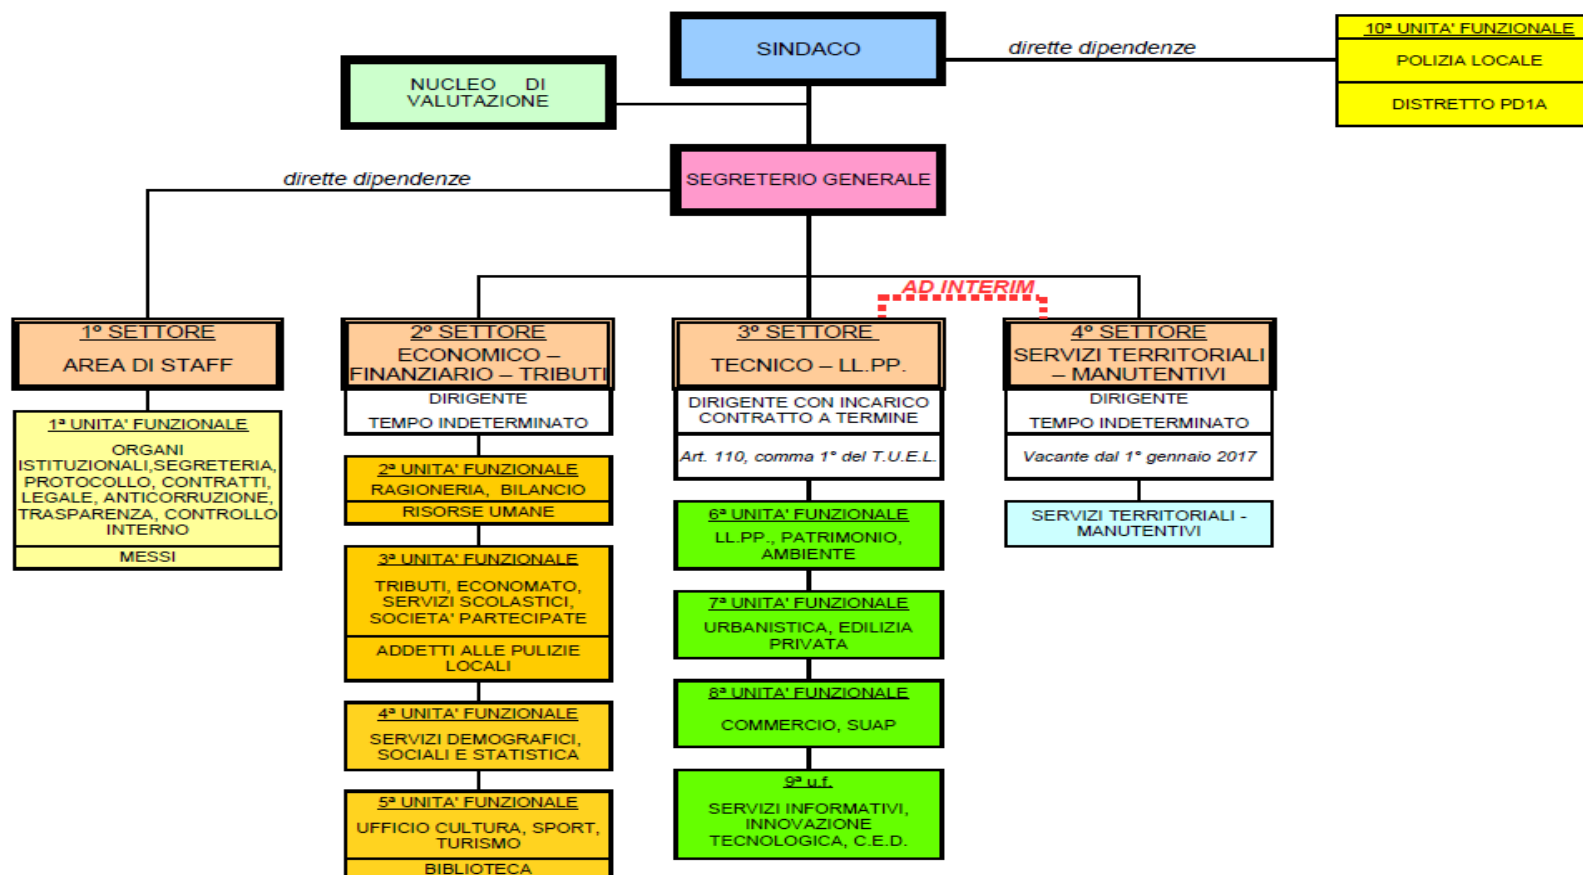 SINDACO
dirette dipendenze
10ª UNITA' FUNZIONALE
POLIZIA LOCALE
DISTRETTO PD1A
NUCLEO DI
VALUTAZIONE
dirette dipendenze
SEGRETERIO GENERALE
AD INTERIM
1º SETTORE
AREA DI STAFF
1ª UNITA' FUNZIONALE
ORGANI
ISTITUZIONALI,SEGRETERIA,
PROTOCOLLO, CONTRATTI,
LEGALE, ANTICORRUZIONE,
TRASPARENZA, CONTROLLO
INTERNO
MESSI
2º SETTORE
ECONOMICO –
FINANZIARIO – TRIBUTI
DIRIGENTE
TEMPO INDETERMINATO
2ª UNITA' FUNZIONALE
RAGIONERIA, BILANCIO
RISORSE UMANE
3ª UNITA' FUNZIONALE
TRIBUTI, ECONOMATO,
SERVIZI SCOLASTICI,
SOCIETA' PARTECIPATE
ADDETTI ALLE PULIZIE
LOCALI
4ª UNITA' FUNZIONALE
SERVIZI DEMOGRAFICI,
SOCIALI E STATISTICA
5ª UNITA' FUNZIONALE
UFFICIO CULTURA, SPORT,
TURISMO
BIBLIOTECA
3º SETTORE
TECNICO – LL.PP.
DIRIGENTE CON INCARICO
CONTRATTO A TERMINE
Art. 110, comma 1° del T.U.E.L.
6ª UNITA' FUNZIONALE
LL.PP., PATRIMONIO,
AMBIENTE
7ª UNITA' FUNZIONALE
URBANISTICA, EDILIZIA
PRIVATA
8ª UNITA' FUNZIONALE
COMMERCIO, SUAP
9ª u.f.
SERVIZI INFORMATIVI,
INNOVAZIONE
TECNOLOGICA, C.E.D.
4º SETTORE
SERVIZI TERRITORIALI
– MANUTENTIVI
DIRIGENTE
TEMPO INDETERMINATO
Vacante dal 1° gennaio 2017
SERVIZI TERRITORIALI -
MANUTENTIVI